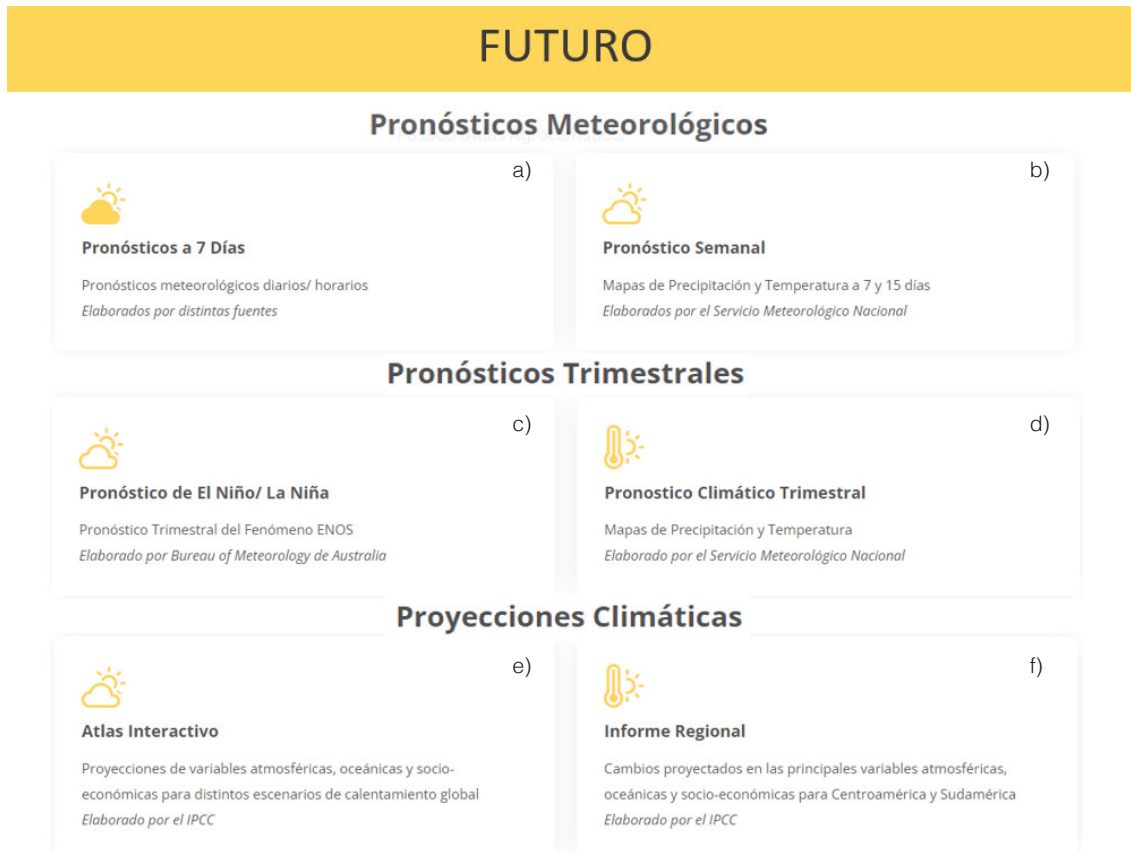 FUTURO
Pronósticos Meteorológicos
a)
Pronósticos a 7 Días
Pronósticos meteorológicos diarios/ horarios
Elaborados por distintas fuentes
b)
Pronóstico Semanal
Mapas de Precipitación y Temperatura a 7 y 15 días
Elaborados por el Servicio Meteorológico Nacional
Pronósticos Trimestrales
c)
Pronóstico de El Niño/ La Niña
Pronóstico Trimestral del Fenómeno ENOS
Elaborado por Bureau of Meteorology de Australia
d)
Pronostico Climático Trimestral
Mapas de Precipitación y Temperatura
Elaborado por el Servicio Meteorológico Nacional
Proyecciones Climáticas
e)
Atlas Interactivo
Proyecciones de variables atmosféricas, oceánicas y socio-
económicas para distintos escenarios de calentamiento global
Elaborado por el IPCC
f)
Informe Regional
Cambios proyectados en las principales variables atmosféricas,
oceánicas y socio-económicas para Centroamérica y Sudamérica
Elaborado por el IPCC